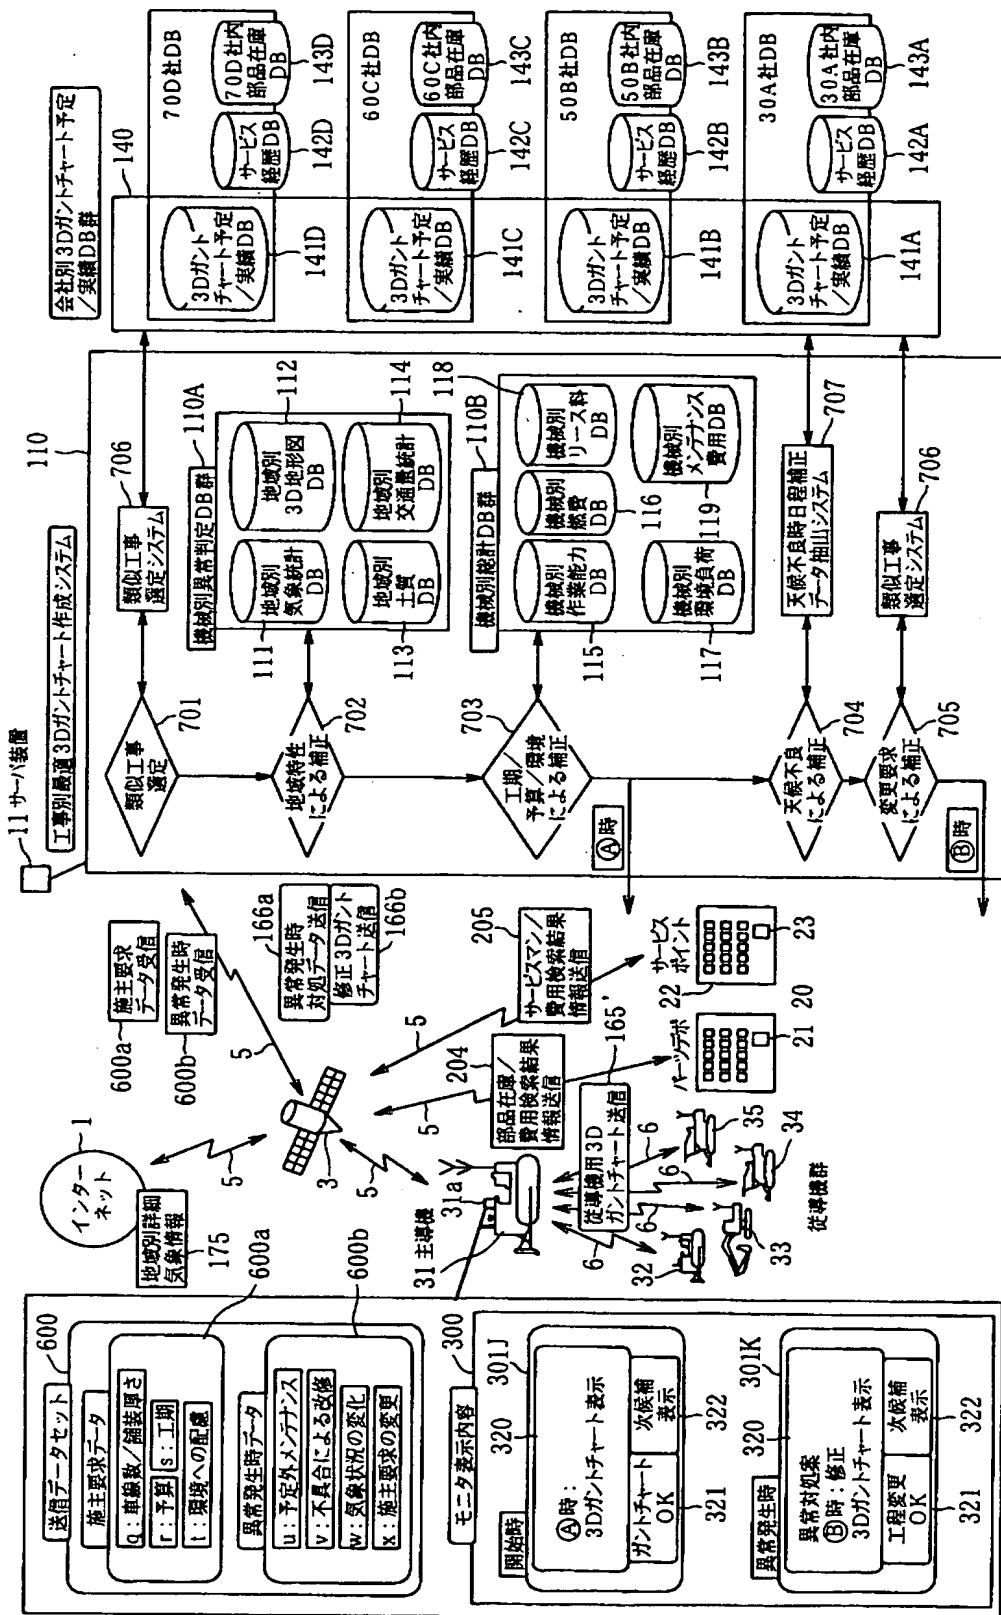 送信データセット
600
施主要求データ
q:車線数／舗装厚さ
r:予算
s:工期
t:環境への配慮
600a
異常発生時データ
u:予定外メンテナンス
v:不具合による改修
w:気象状況の変化
x:施主要求の変更
600b
モニタ表示内容
300
開始時
320
301J
Ⓐ時:
3Dガントチャート表示
ガントチャート
OK
次候補
表示
321
322
異常発生時
320
301K
異常対処案
Ⓑ時:修正
3Dガントチャート表示
工程変更
OK
次候補
表示
321
322
インター
ネット
1
地域別詳細
気象情報
175
5
3
5
5
600a
施主要求
データ受信
600b
異常発生時
データ受信
166a
異常発生時
対処データ送信
修正3Dガント
チャート送信
166b
31主導機
31a
5
204
部品在庫／
費用検索結果
情報送信
5
205
サービスマン／
費用検索結果
情報送信
従導機用3D
ガントチャート送信
165'
6
6
6
6
32
33
34
35
従導機群
パーツデポ
21
20
サービス
ポイント
22
23
11サーバ装置
工事別最適3Dガントチャート作成システム
110
類似工事
選定
701
類似工事
選定システム
706
地域特性
による補正
702
機械別異常判定DB群
110A
地域別
気象統計
DB
111
地域別
3D地形図
DB
112
地域別
土質
DB
113
地域別
交通量統計
DB
114
工期／
予算／環境
による補正
703
機械別総計DB群
110B
機械別
作業能力
DB
115
機械別
燃費
DB
116
機械別
リース料
DB
118
機械別
環境負荷
DB
117
機械別
メンテナンス
費用DB
119
Ⓐ時
天候不良
による補正
704
天候不良時日程補正
データ抽出システム
707
変更要求
による補正
705
類似工事
選定システム
706
Ⓑ時
会社別3Dガントチャート予定
／実績DB群
140
70D社DB
3Dガント
チャート予定
／実績DB
141D
サービス
経歴DB
142D
70D社内
部品在庫
DB
143D
60C社DB
3Dガント
チャート予定
／実績DB
141C
サービス
経歴DB
142C
60C社内
部品在庫
DB
143C
50B社DB
3Dガント
チャート予定
／実績DB
141B
サービス
経歴DB
142B
50B社内
部品在庫
DB
143B
30A社DB
3Dガント
チャート予定
／実績DB
141A
サービス
経歴DB
142A
30A社内
部品在庫
DB
143A